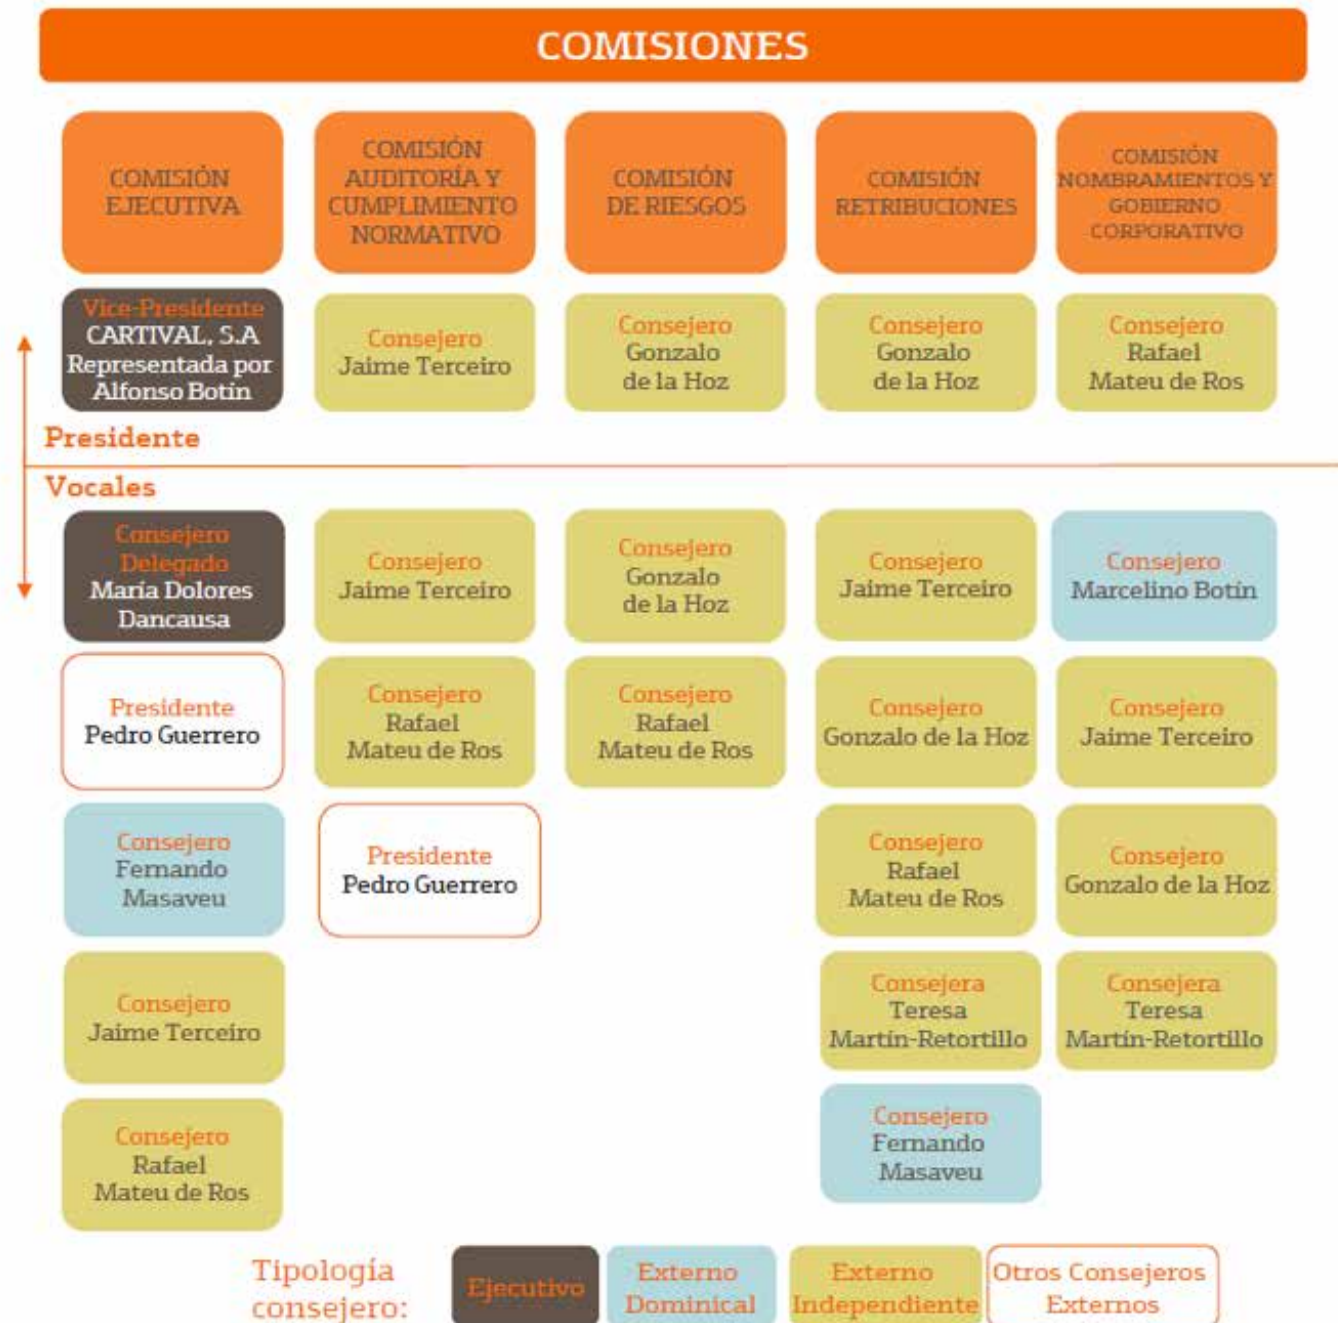 COMISIONES
COMISIÓN
EJECUTIVA
COMISIÓN
AUDITORÍA Y
CUMPLIMIENTO
NORMATIVO
COMISIÓN
DE RIESGOS
COMISIÓN
RETRIBUCIONES
COMISIÓN
NOMBRAMIENTOS Y
GOBIERNO
CORPORATIVO
Vice-Presidente
CARTIVAL, S.A
Representada por
Alfonso Botín
Consejero
Jaime Terceiro
Consejero
Gonzalo
de la Hoz
Consejero
Gonzalo
de la Hoz
Consejero
Rafael
Mateu de Ros
Presidente
Vocales
Consejero
Delegado
María Dolores
Dancausa
Consejero
Jaime Terceiro
Consejero
Gonzalo
de la Hoz
Consejero
Jaime Terceiro
Consejero
Marcelino Botín
Presidente
Pedro Guerrero
Consejero
Rafael
Mateu de Ros
Consejero
Rafael
Mateu de Ros
Consejero
Gonzalo de la Hoz
Consejero
Jaime Terceiro
Consejero
Fernando
Masaveu
Presidente
Pedro Guerrero
Consejero
Rafael
Mateu de Ros
Consejero
Gonzalo de la Hoz
Consejero
Jaime Terceiro
Consejera
Teresa
Martín-Retortillo
Consejera
Teresa
Martín-Retortillo
Consejero
Rafael
Mateu de Ros
Consejero
Fernando
Masaveu
Tipología
consejero:
Ejecutivo
Externo
Dominical
Externo
Independiente
Otros Consejeros
Externos